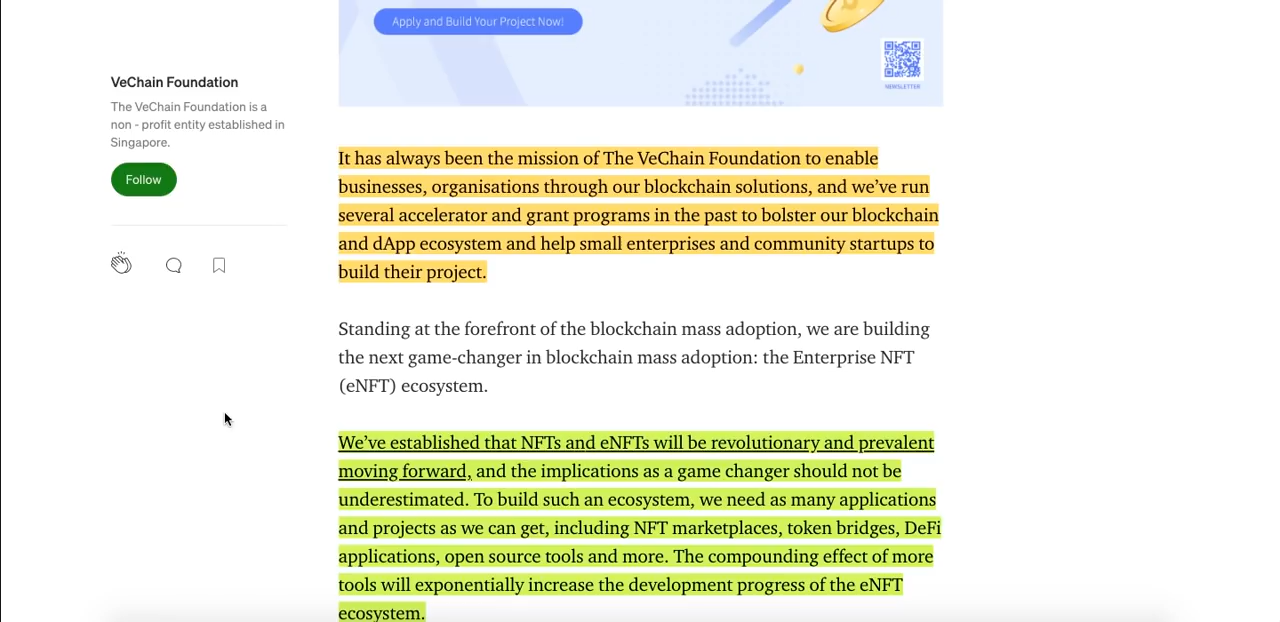 Apply and Build Your Project Now!
NEWSLETTER
VeChain Foundation
The VeChain Foundation is a
non - profit entity established in
Singapore.
Follow
It has always been the mission of The VeChain Foundation to enable
businesses, organisations through our blockchain solutions, and we’ve run
several accelerator and grant programs in the past to bolster our blockchain
and dApp ecosystem and help small enterprises and community startups to
build their project.
Standing at the forefront of the blockchain mass adoption, we are building
the next game-changer in blockchain mass adoption: the Enterprise NFT
(eNFT) ecosystem.
We’ve established that NFTs and eNFTs will be revolutionary and prevalent
moving forward, and the implications as a game changer should not be
underestimated. To build such an ecosystem, we need as many applications
and projects as we can get, including NFT marketplaces, token bridges, DeFi
applications, open source tools and more. The compounding effect of more
tools will exponentially increase the development progress of the eNFT
ecosystem.